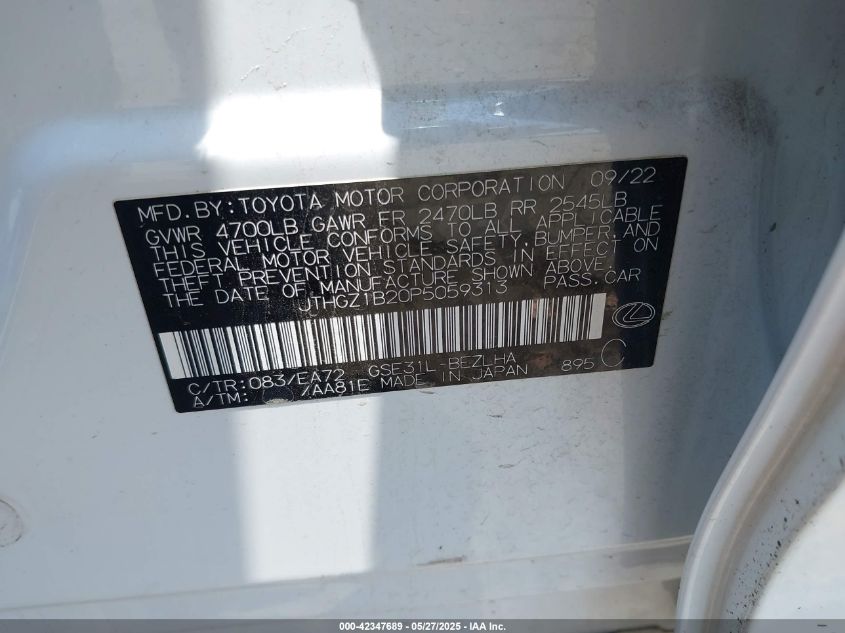 MFD. BY: TOYOTA MOTOR CORPORATION 09/22
GVWR 4700LB GAWR FR 2470LB RR 2545LB
THIS VEHICLE CONFORMS TO ALL APPLICABLE
FEDERAL MOTOR VEHICLE SAFETY, BUMPER, AND
THEFT PREVENTION STANDARDS IN EFFECT ON
THE DATE OF MANUFACTURE SHOWN ABOVE.
JTHGZ1B20P5059313 PASS. CAR
C/TR: 083/EA72 GSE31L-BEZLHA 895 C
A/TM: /AA81E MADE IN JAPAN
000-42347689 - 05/27/2025 - IAA Inc.